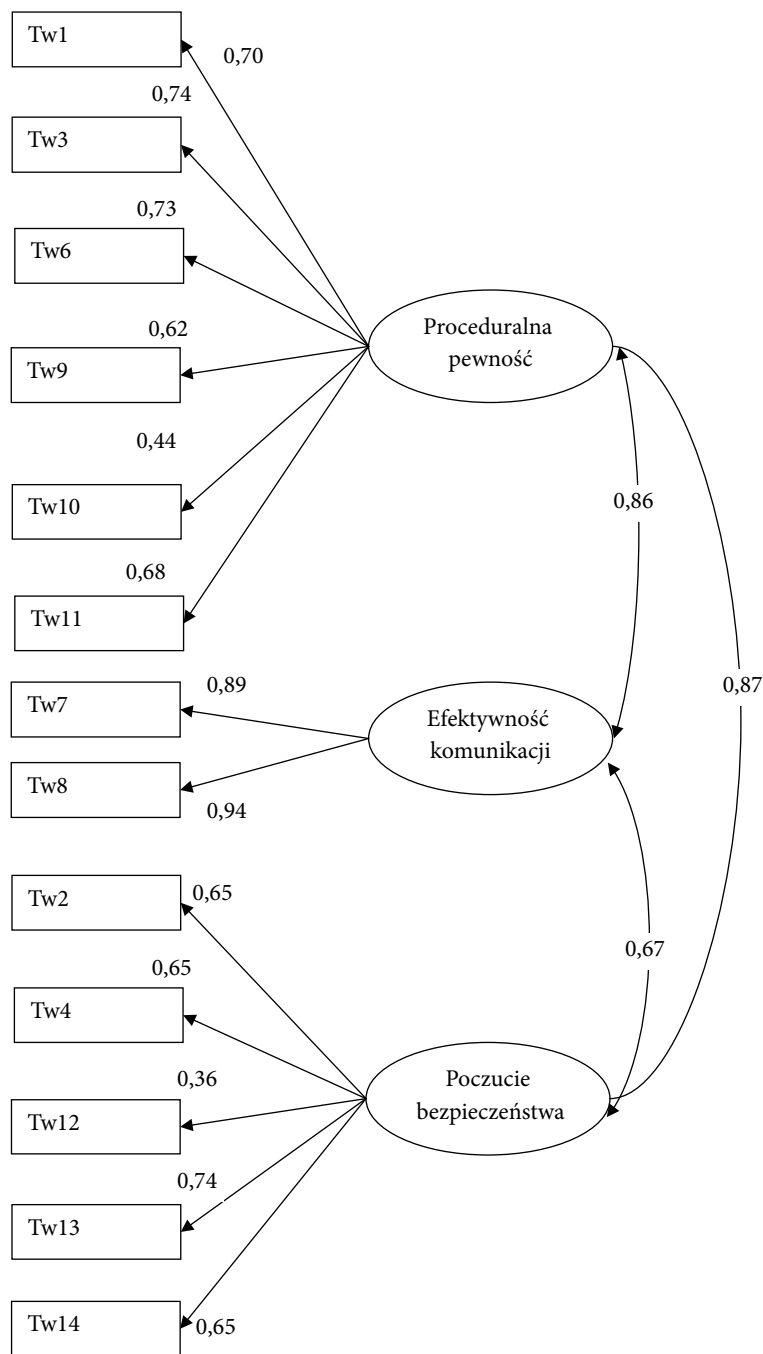 Tw1
0,70
0,74
Tw3
0,73
Tw6
0,62
Tw9
0,44
Tw10
0,68
Tw11
Proceduralna
pewność
0,86
0,87
0,89
Tw7
Efektywność
komunikacji
Tw8
0,94
Tw2
0,65
0,65
Tw4
0,67
0,36
Tw12
Poczucie
bezpieczeństwa
0,74
Tw13
Tw14
0,65